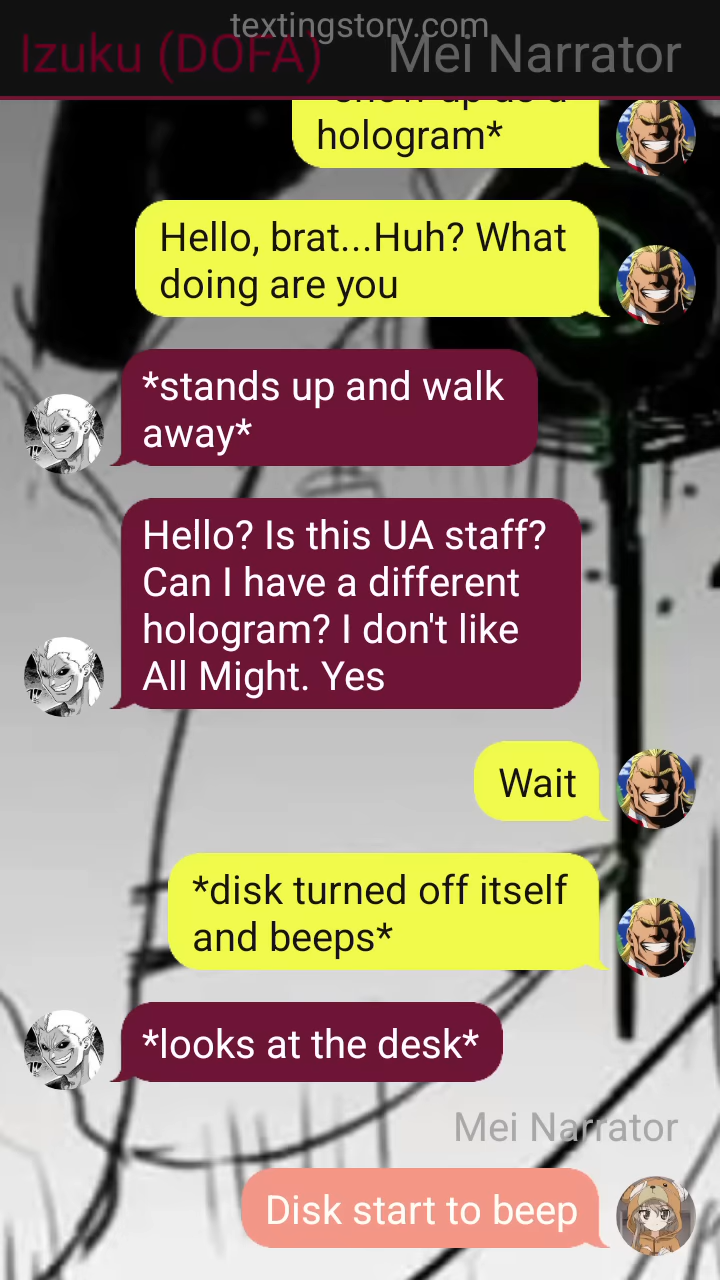 textingstory.com
Izuku (DOFA) Mei Narrator
hologram*
Hello, brat...Huh? What
doing are you
*stands up and walk
away*
Hello? Is this UA staff?
Can I have a different
hologram? I don't like
All Might. Yes
Wait
*disk turned off itself
and beeps*
*looks at the desk*
Mei Narrator
Disk start to beep